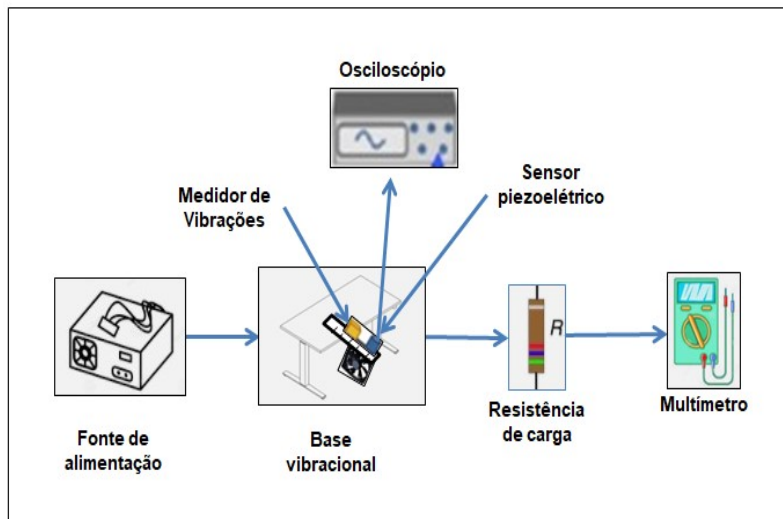 Osciloscópio
Sensor
piezoelétrico
Medidor de
Vibrações
R
Fonte de
alimentação
Base
vibracional
Resistência
de carga
Multímetro